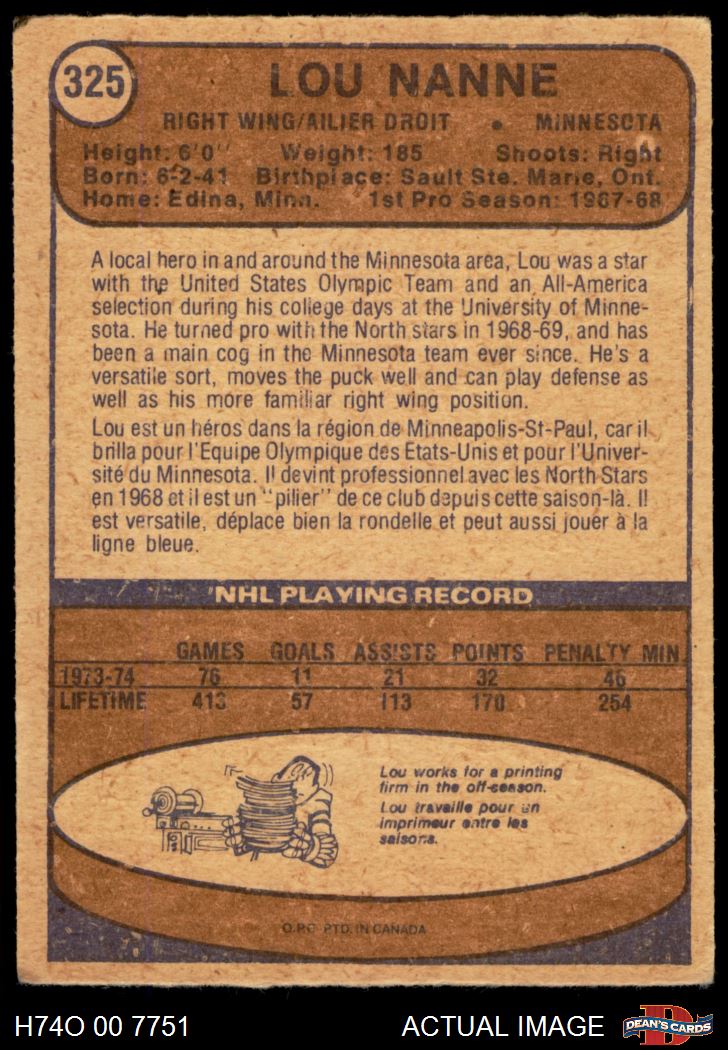 325
LOU NANNE
RIGHT WING/AILIER DROIT • MINNESOTA
Height: 6'0" Weight: 185 Shoots: Right
Born: 6-2-41 Birthplace: Sault Ste. Marie, Ont.
Home: Edina, Minn. 1st Pro Season: 1967-68
A local hero in and around the Minnesota area, Lou was a star
with the United States Olympic Team and an All-America
selection during his college days at the University of Minne-
sota. He turned pro with the North stars in 1968-69, and has
been a main cog in the Minnesota team ever since. He's a
versatile sort, moves the puck well and can play defense as
well as his more familiar right wing position.
Lou est un héros dans la région de Minneapolis-St-Paul, car il
brilla pour l'Equipe Olympique des Etats-Unis et pour l'Univer-
sité du Minnesota. Il devint professionnel avec les North Stars
en 1968 et il est un "pilier" de ce club depuis cette saison-là. Il
est versatile, déplace bien la rondelle et peut aussi jouer à la
ligne bleue.
NHL PLAYING RECORD
GAMES GOALS ASSISTS POINTS PENALTY MIN.
1973-74 76 11 21 32 46
LIFETIME 413 57 113 170 254
Lou works for a printing
firm in the off-season.
Lou travaille pour un
imprimeur entre les
saisons.
O.P.C. PTD. IN CANADA
H74O 00 7751 ACTUAL IMAGE
D
DEAN'S CARDS